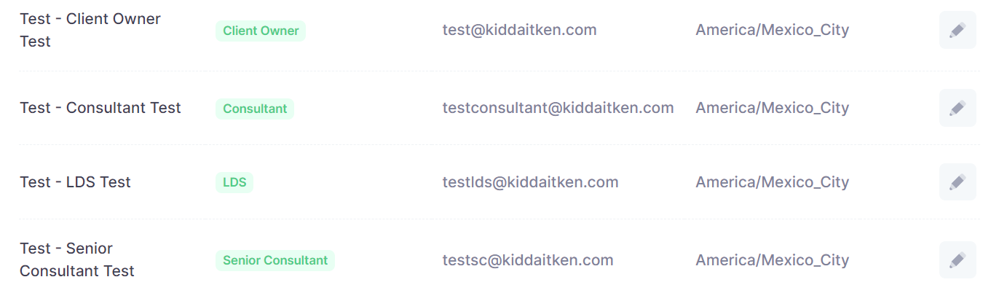 Test - Client Owner
Test
Client Owner
test@kiddaitken.com
America/Mexico_City
Test - Consultant Test
Consultant
testconsultant@kiddaitken.com
America/Mexico_City
Test - LDS Test
LDS
testlds@kiddaitken.com
America/Mexico_City
Test - Senior
Consultant Test
Senior Consultant
testsc@kiddaitken.com
America/Mexico_City